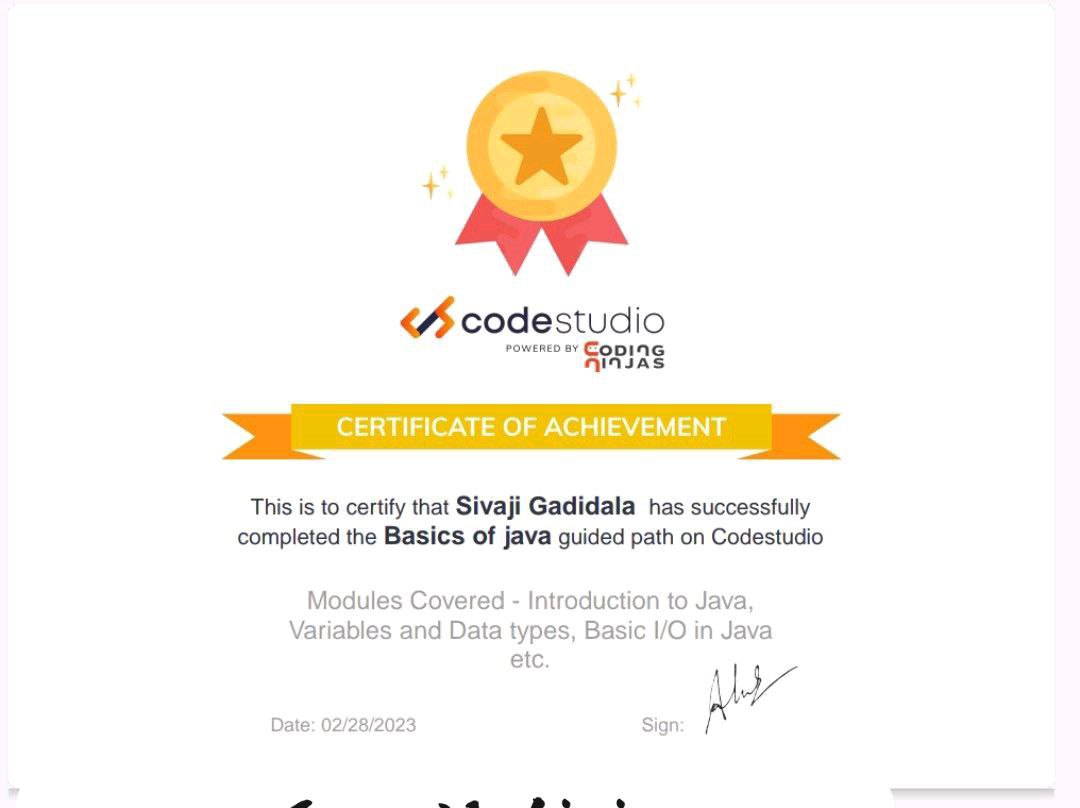 codestudio
POWERED BY CODING NINJAS
CERTIFICATE OF ACHIEVEMENT
This is to certify that Sivaji Gadidala has successfully
completed the Basics of java guided path on Codestudio
Modules Covered - Introduction to Java,
Variables and Data types, Basic I/O in Java
etc.
Date: 02/28/2023
Sign: